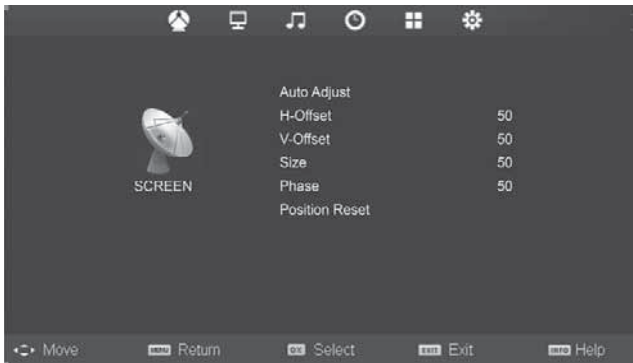 Auto Adjust
H-Offset 50
V-Offset 50
Size 50
Phase 50
Position Reset
SCREEN
Move MENU Return OK Select EXIT Exit INFO Help